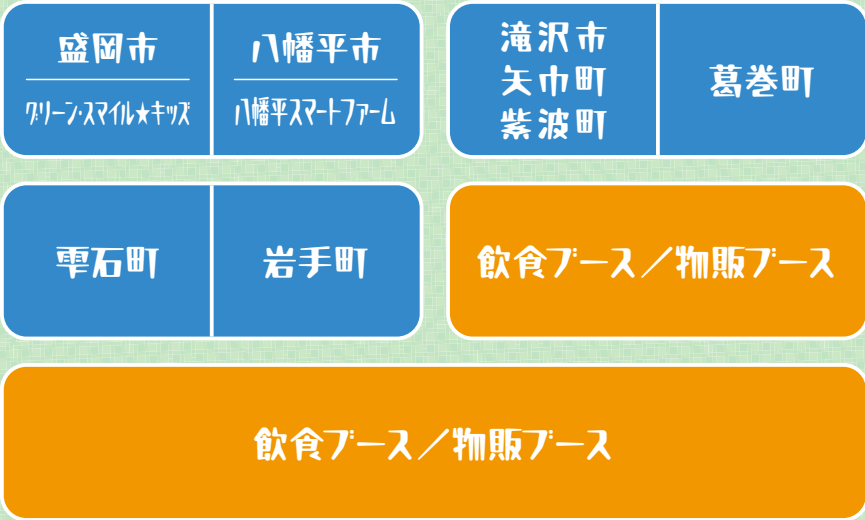 盛岡市
グリーン・スマイル★キッズ
八幡平市
八幡平スマートファーム
滝沢市
矢巾町
紫波町
葛巻町
雫石町
岩手町
飲食ブース／物販ブース
飲食ブース／物販ブース